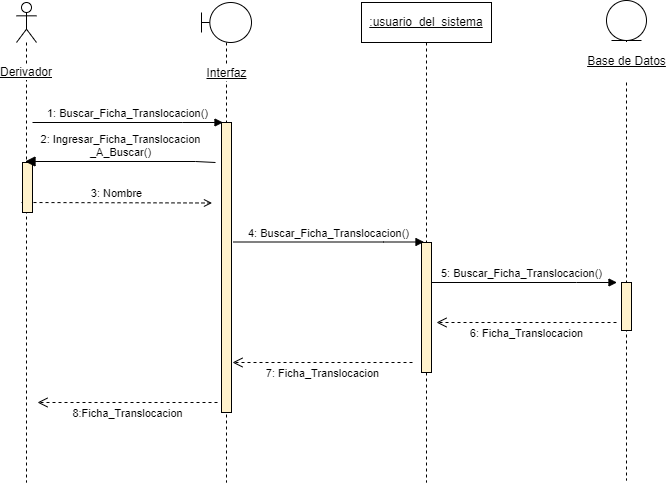 :usuario_del_sistema
Base de Datos
Derivador
Interfaz
1: Buscar_Ficha_Translocacion()
2: Ingresar_Ficha_Translocacion
_A_Buscar()
3: Nombre
4: Buscar_Ficha_Translocacion()
5: Buscar_Ficha_Translocacion()
6: Ficha_Translocacion
7: Ficha_Translocacion
8:Ficha_Translocacion